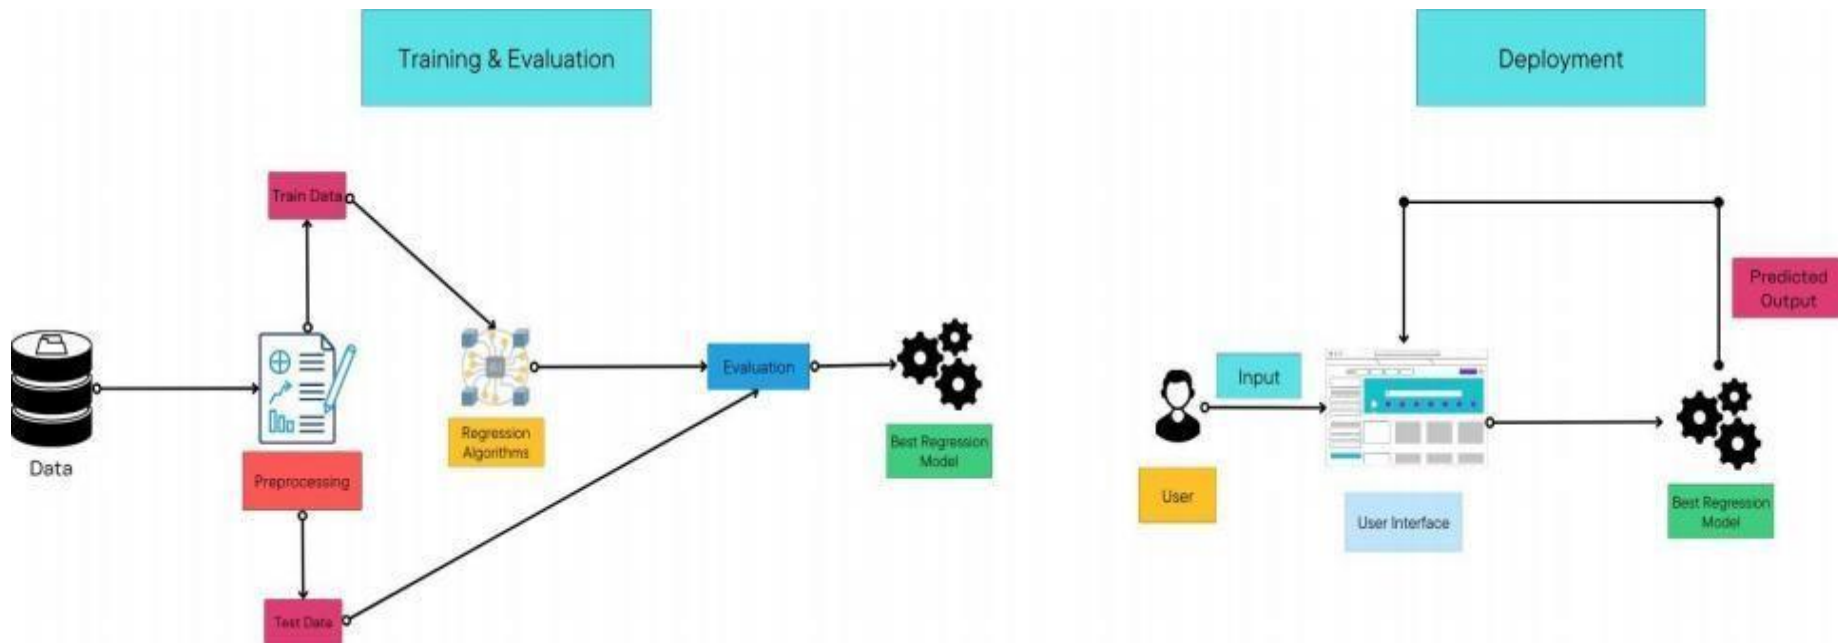 Training & Evaluation
Deployment
Train Data
Data
Preprocessing
Test Data
Regression
Algorithms
Evaluation
Best Regression
Model
Input
User
User Interface
Predicted
Output
Best Regression
Model